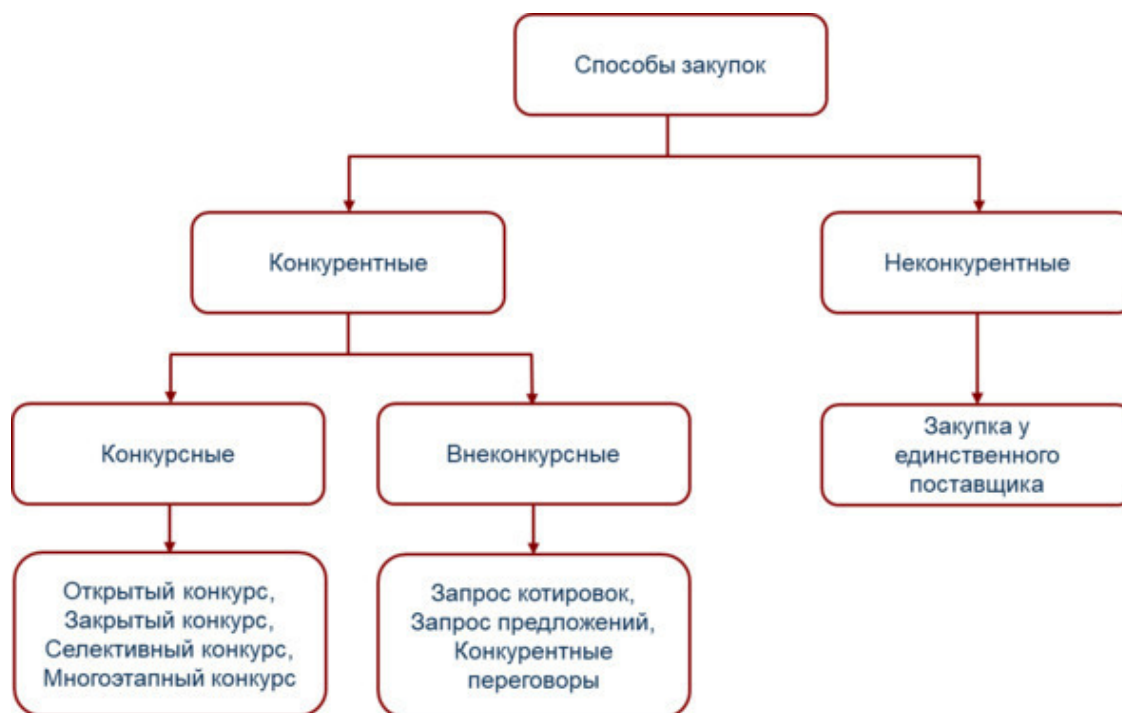 Способы закупок
Конкурентные
Неконкурентные
Конкурсные
Внеконкурсные
Закупка у
единственного
поставщика
Открытый конкурс,
Закрытый конкурс,
Селективный конкурс,
Многоэтапный конкурс
Запрос котировок,
Запрос предложений,
Конкурентные
переговоры